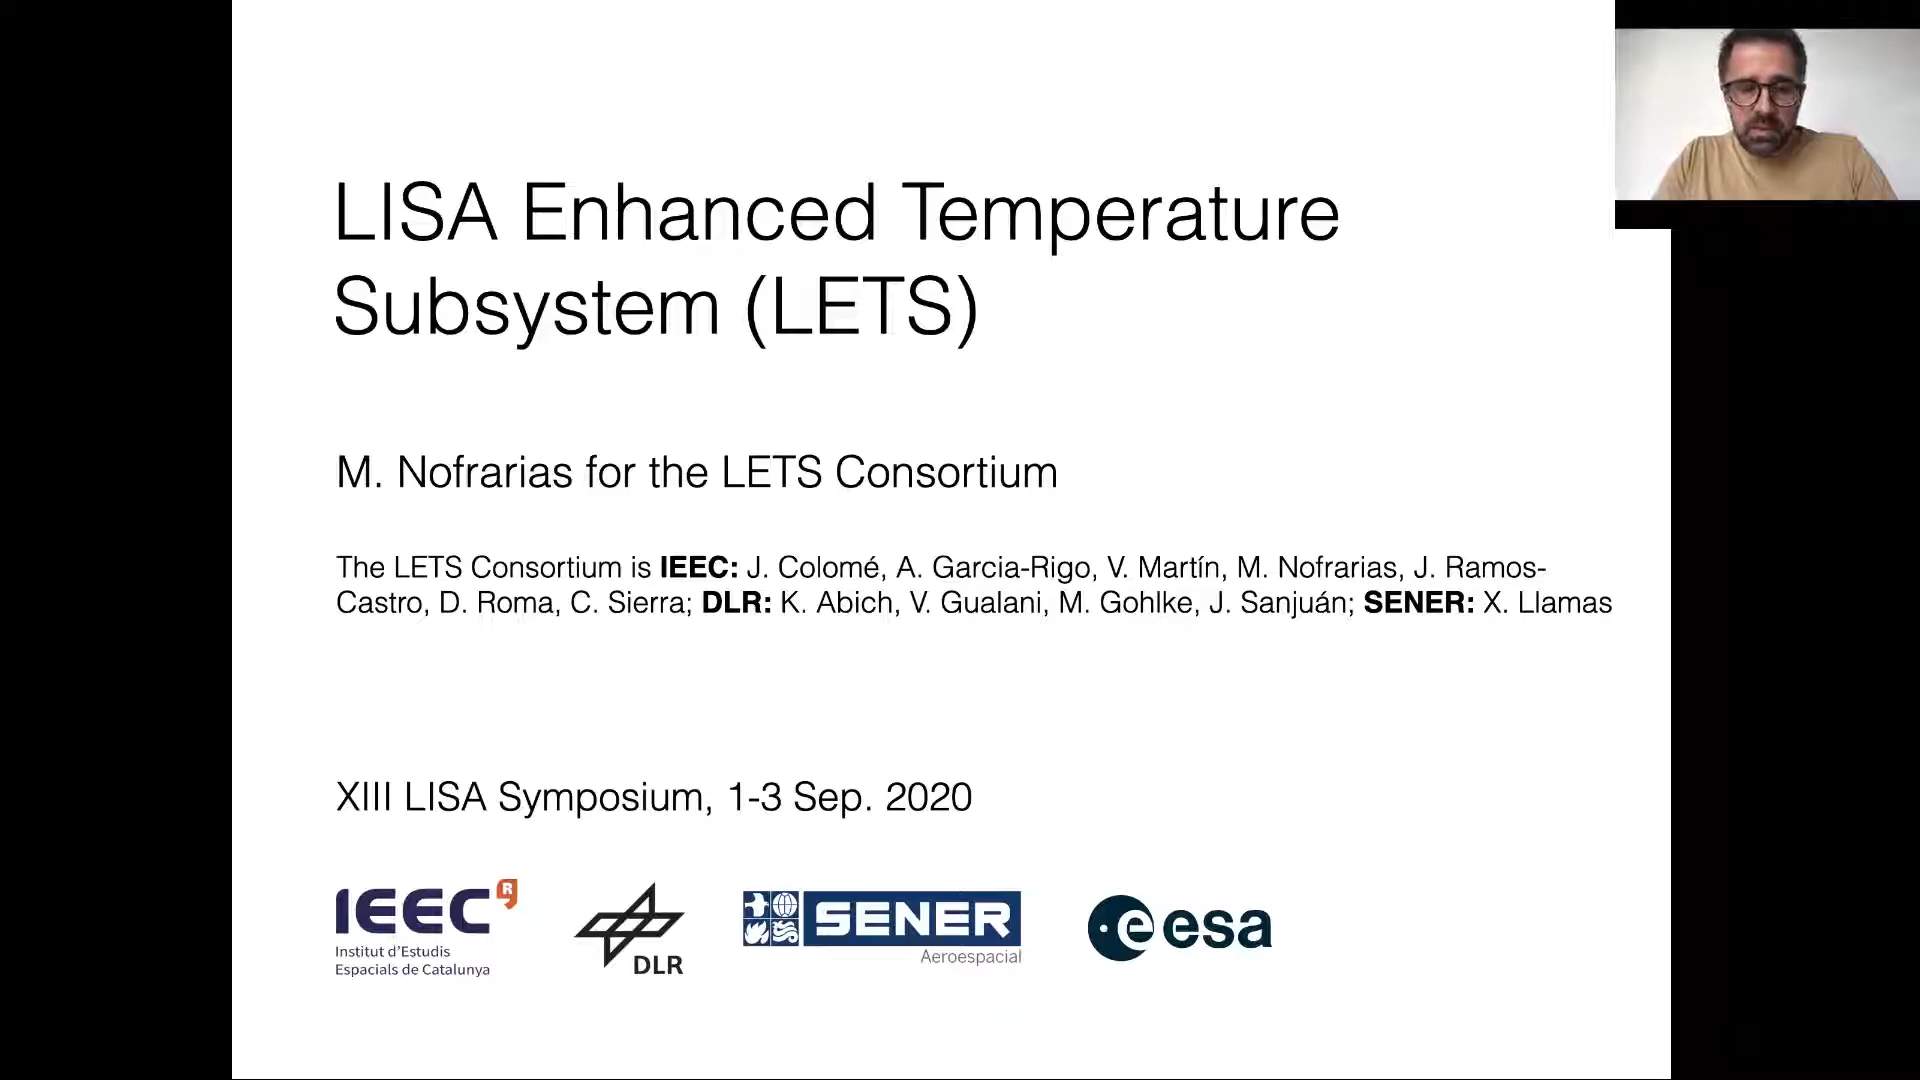 LISA Enhanced Temperature
Subsystem (LETS)
M. Nofrarias for the LETS Consortium
The LETS Consortium is IEEC: J. Colomé, A. Garcia-Rigo, V. Martín, M. Nofrarias, J. Ramos-
Castro, D. Roma, C. Sierra; DLR: K. Abich, V. Gualani, M. Gohlke, J. Sanjuán; SENER: X. Llamas
XIII LISA Symposium, 1-3 Sep. 2020
IEEC R
Institut d'Estudis
Espacials de Catalunya
DLR
SENER
Aeroespacial
esa